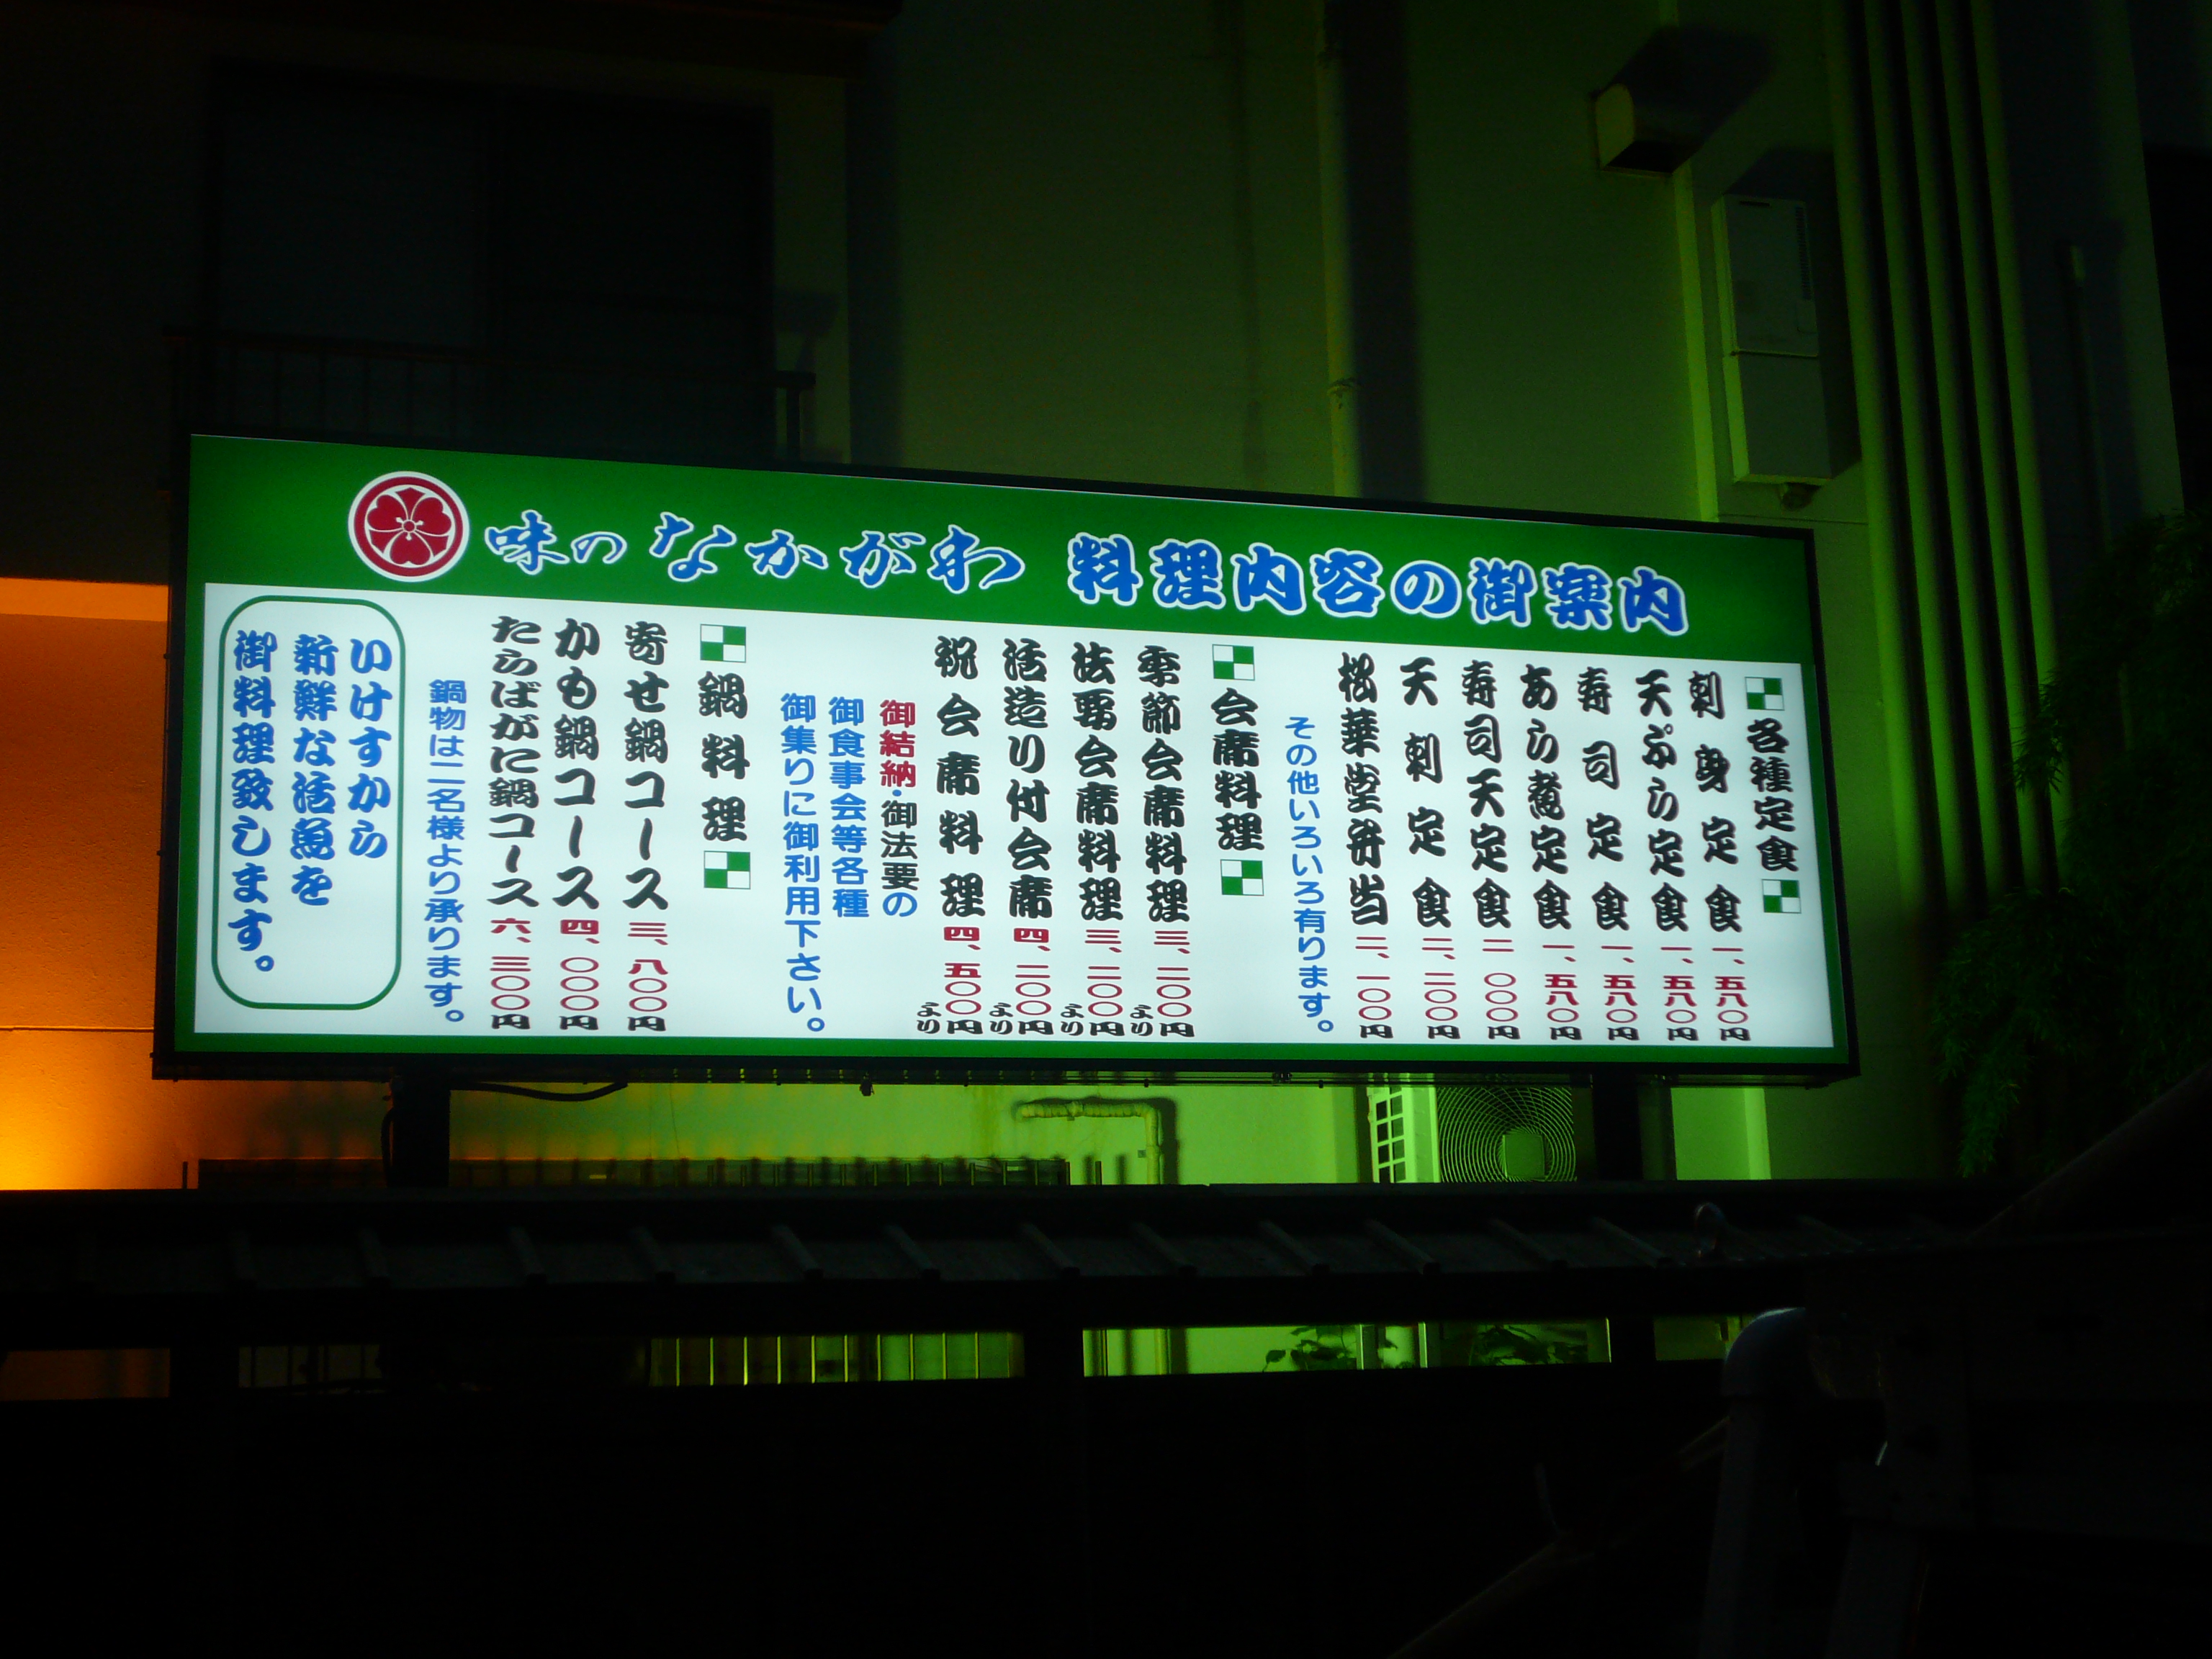 味の なかがわ 料理内容の御案内
各種定食
刺身定食 一、五八〇円
天ぷら定食 一、五八〇円
寿司定食 一、五八〇円
あら煮定食 一、五八〇円
寿司天定食 二、〇〇〇円
天刺定食 二、二〇〇円
松華堂弁当 二、一〇〇円
その他いろいろ有ります。
会席料理
季節会席料理 三、二〇〇円より
法要会席料理 三、二〇〇円より
活造り付会席 四、二〇〇円より
祝会席料理 四、五〇〇円より
御結納・御法要の
御食事会等各種
御集りに御利用下さい。
鍋料理
寄せ鍋コース 三、八〇〇円
かも鍋コース 四、〇〇〇円
たらばがに鍋コース 六、三〇〇円
鍋物は二名様より承ります。
いけすから
新鮮な活魚を
御料理致します。